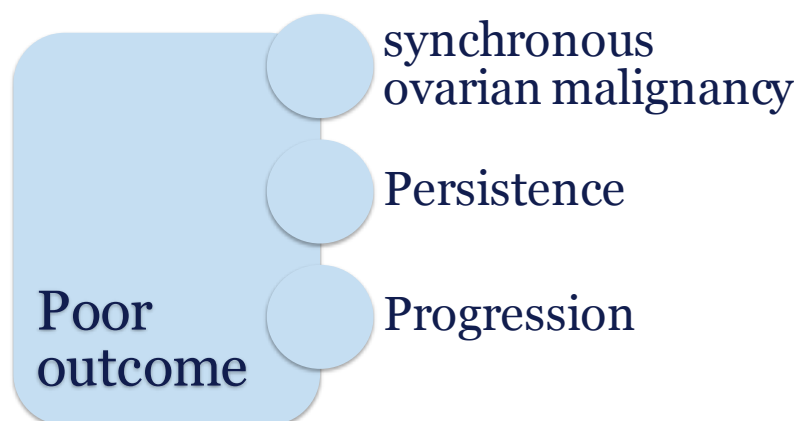 synchronous
ovarian malignancy
Persistence
Progression
Poor
outcome